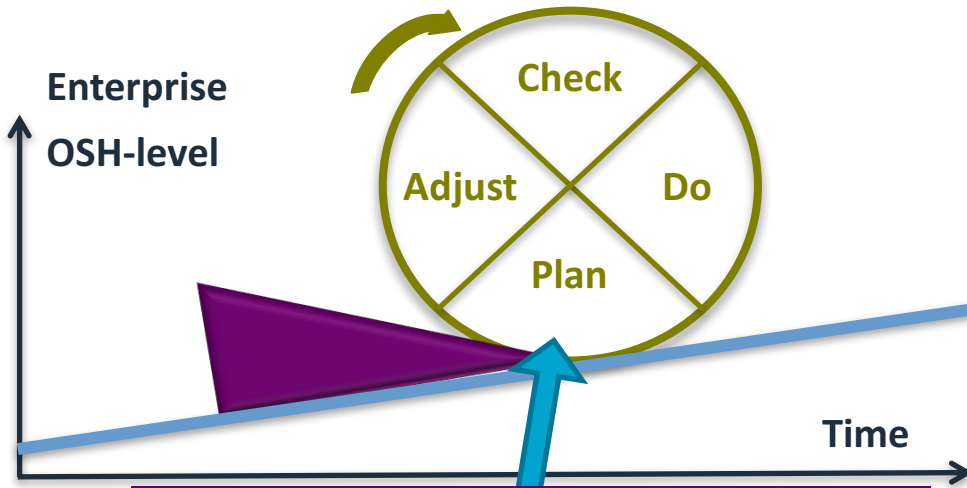 Enterprise
OSH-level
Check
Adjust
Do
Plan
Time